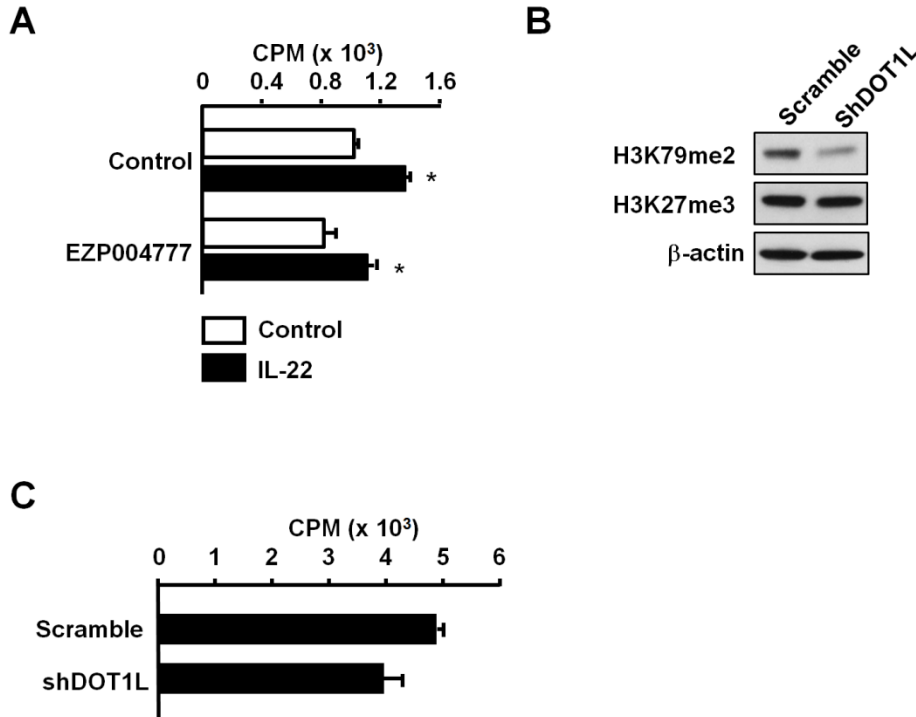 A
CPM (x 10³)
0 0.4 0.8 1.2 1.6
Control
*
EZP004777
*
Control
IL-22
B
Scramble
ShDOT1L
H3K79me2
H3K27me3
β-actin
C
CPM (x 10³)
0 1 2 3 4 5 6
Scramble
shDOT1L